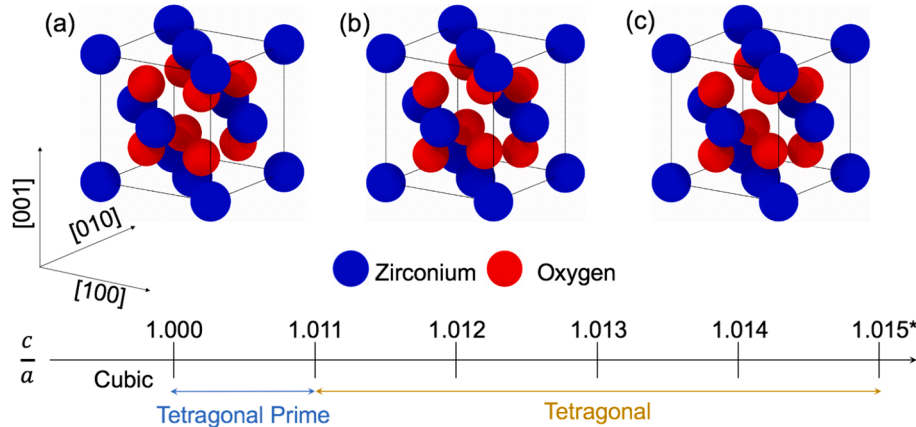 (a) (b) (c)
[001]
[010]
[100]
Zirconium Oxygen
1.000 1.011 1.012 1.013 1.014 1.015*
c
a
Cubic
Tetragonal Prime Tetragonal